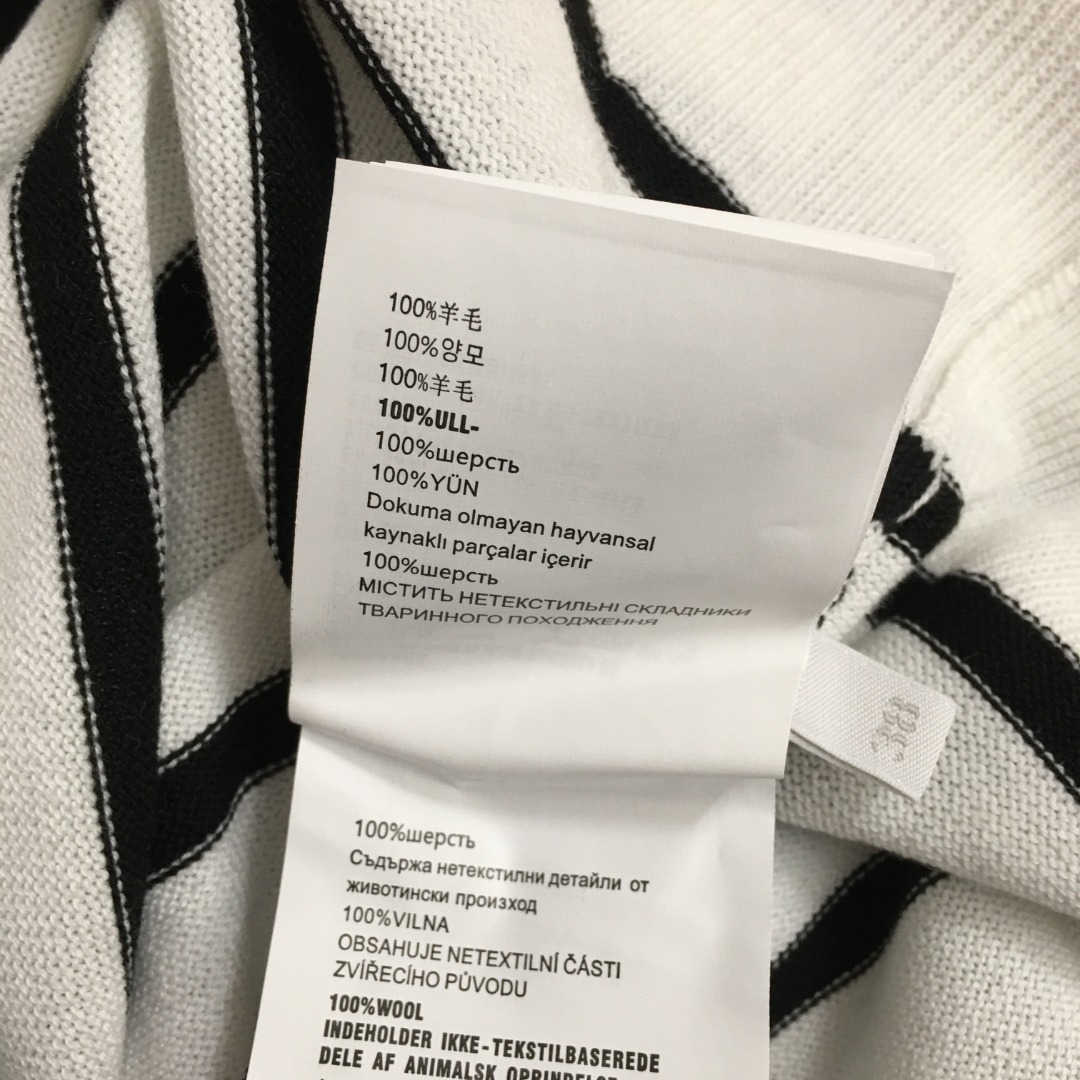 100%羊毛
100%양모
100%羊毛
100%ULL-
100%шерсть
100%YÜN
Dokuma olmayan hayvansal
kaynaklı parçalar içerir
100%шерсть
МІСТИТЬ НЕТЕКСТИЛЬНІ СКЛАДНИКИ
ТВАРИННОГО ПОХОДЖЕННЯ
38
100%шерсть
Съдържа нетекстилни детайли от
животински произход
100%VILNA
OBSAHUJE NETEXTILNÍ ČÁSTI
ZVÍŘECÍHO PŮVODU
100%WOOL
INDEHOLDER IKKE-TEKSTILBASEREDE
DELE AF ANIMALSK